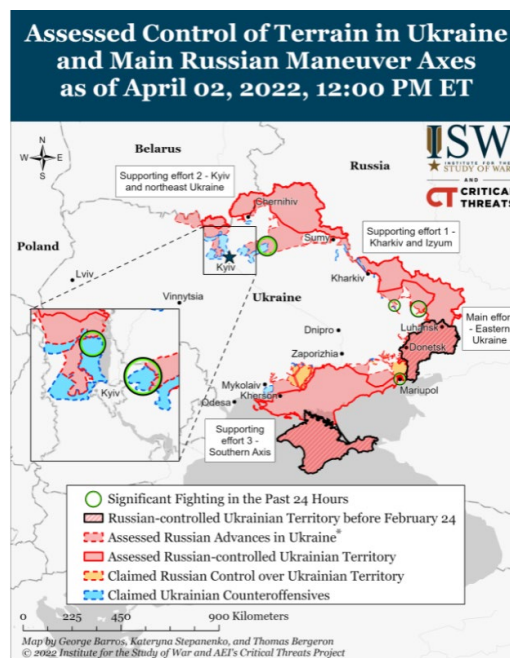 Assessed Control of Terrain in Ukraine
and Main Russian Maneuver Axes
as of April 02, 2022, 12:00 PM ET
N
W E
S
ISW
INSTITUTE FOR THE
STUDY OF WAR
AND
CT CRITICAL
THREATS
Belarus
Russia
Supporting effort 2 - Kyiv
and northeast Ukraine
Chernihiv
Supporting effort 1 -
Kharkiv and Izyum
Poland
Sumy
Kyiv
Lviv
Kharkiv
Vinnytsia
Ukraine
Luhansk
Main effort
- Eastern
Ukraine
Dnipro
Donetsk
Zaporizhia
Kyiv
Mykolaiv
Mariupol
Kherson
Odesa
Supporting
effort 3 -
Southern Axis
Significant Fighting in the Past 24 Hours
Russian-controlled Ukrainian Territory before February 24
Assessed Russian Advances in Ukraine*
Assessed Russian-controlled Ukrainian Territory
Claimed Russian Control over Ukrainian Territory
Claimed Ukrainian Counteroffensives
0 225 450 900 Kilometers
Map by George Barros, Kateryna Stepanenko, and Thomas Bergeron
© 2022 Institute for the Study of War and AEI's Critical Threats Project